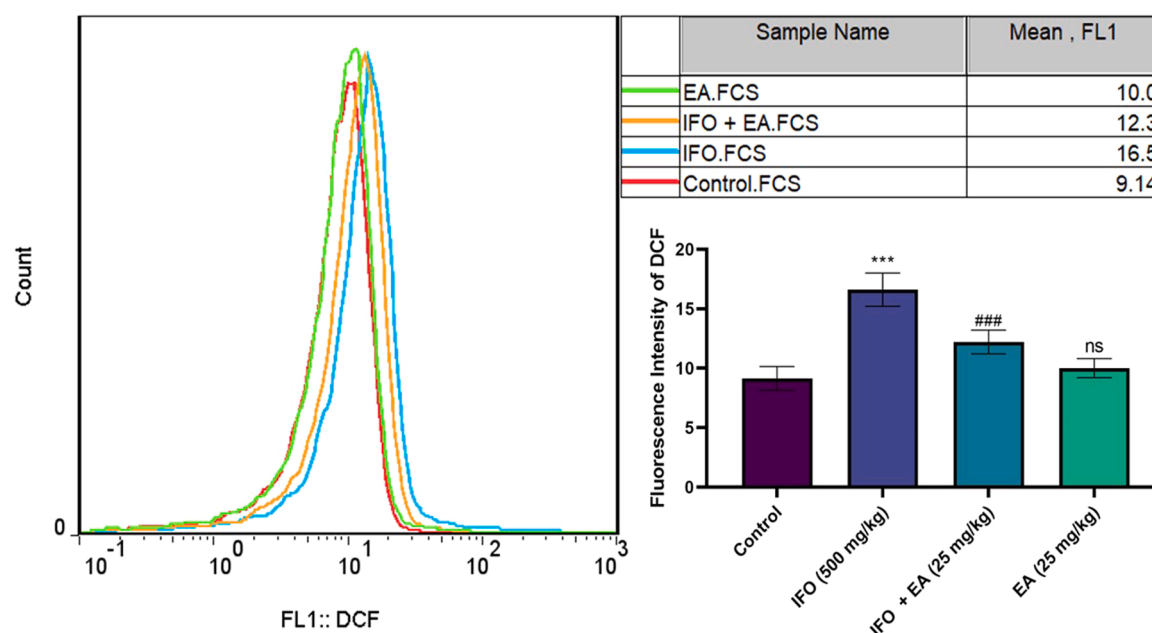 Count
0
10-1 100 101 102 103
FL1:: DCF
Sample Name Mean , FL1
EA.FCS 10.0
IFO + EA.FCS 12.3
IFO.FCS 16.5
Control.FCS 9.14
Fluorescence Intensity of DCF
20
15
10
5
0
***
###
ns
Control
IFO (500 mg/kg)
IFO + EA (25 mg/kg)
EA (25 mg/kg)